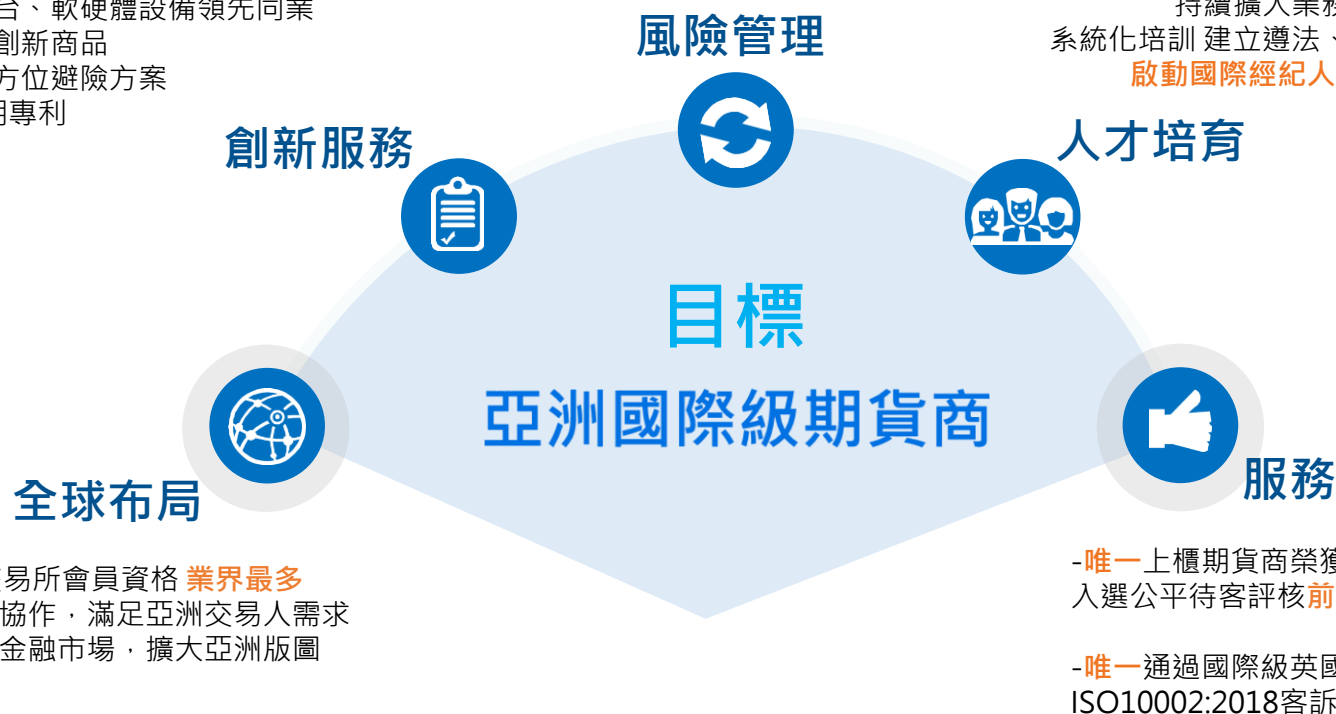 台、軟硬體設備領先同業
創新商品
方位避險方案
專利
創新服務
風險管理
持續擴大業務
系統化培訓 建立遵法、
啟動國際經紀人
人才培育
目標
亞洲國際級期貨商
全球布局
易所會員資格 業界最多
協作，滿足亞洲交易人需求
金融市場，擴大亞洲版圖
服務
-唯一上櫃期貨商榮獲
入選公平待客評核前
-唯一通過國際級英國
ISO10002:2018客訴